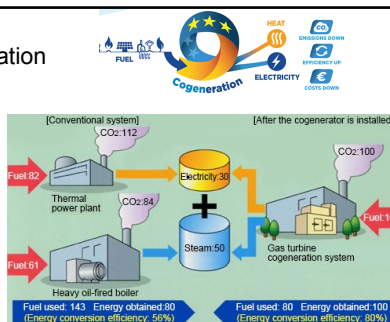 ation
FUEL
Cogeneration
HEAT
ELECTRICITY
CO₂
EMISSIONS DOWN
EFFICIENCY UP
€
COSTS DOWN
[Conventional system]
[After the cogenerator is installed
CO2:112
CO2:100
Fuel:82
Electricity:30
Thermal
power plant
CO2:84
+
Steam:50
Fuel:1
Fuel:61
Gas turbine
cogeneration system
Heavy oil-fired boiler
Fuel used: 143 Energy obtained:80
(Energy conversion efficiency: 56%)
Fuel used: 80 Energy obtained:100
(Energy conversion efficiency: 80%)